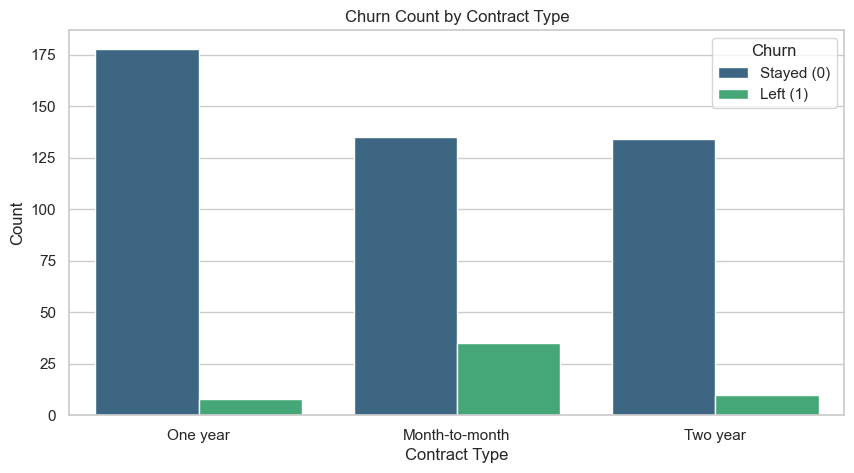 Churn Count by Contract Type
Churn
Stayed (0)
Left (1)
175
150
125
100
75
50
25
0
Count
One year
Month-to-month
Two year
Contract Type